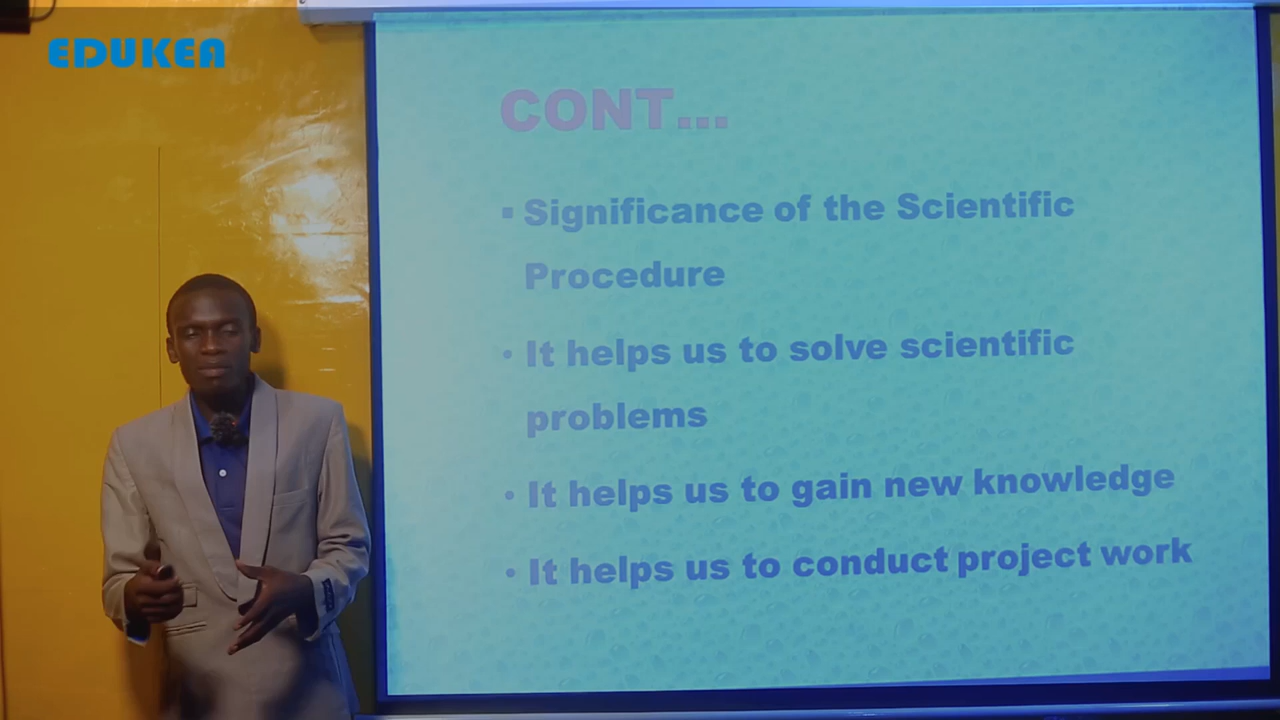 EDUKEA
CONT...
▪ Significance of the Scientific
Procedure
• It helps us to solve scientific
problems
• It helps us to gain new knowledge
• It helps us to conduct project work